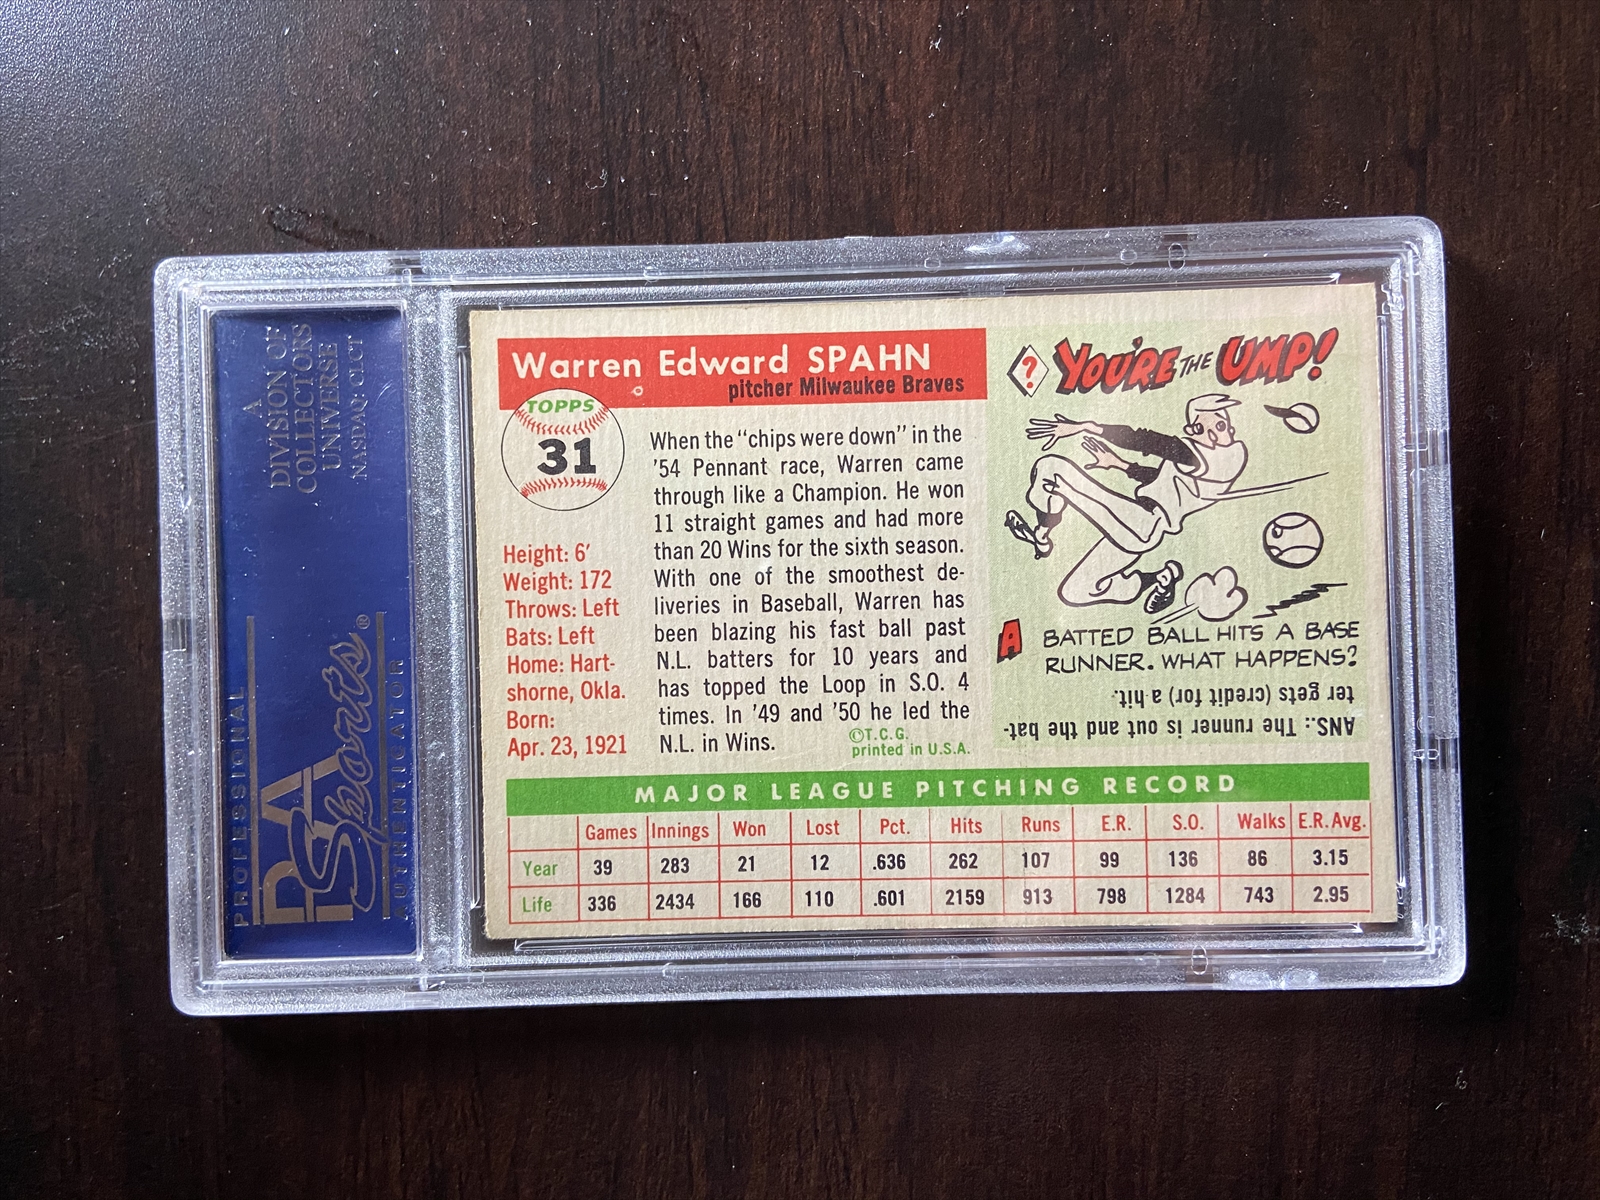 A
DIVISION OF
COLLECTORS
UNIVERSE
NASDAQ: CLCT
PROFESSIONAL
PSA
Sports®
AUTHENTICATOR
Warren Edward SPAHN
pitcher Milwaukee Braves
TOPPS
31
Height: 6′
Weight: 172
Throws: Left
Bats: Left
Home: Hart-
shorne, Okla.
Born:
Apr. 23, 1921
When the "chips were down" in the
'54 Pennant race, Warren came
through like a Champion. He won
11 straight games and had more
than 20 Wins for the sixth season.
With one of the smoothest de-
liveries in Baseball, Warren has
been blazing his fast ball past
N.L. batters for 10 years and
has topped the Loop in S.O. 4
times. In '49 and '50 he led the
N.L. in Wins.
©T.C.G.
printed in U.S.A.
? YOU'RE THE UMP!
A BATTED BALL HITS A BASE
RUNNER. WHAT HAPPENS?
ANS.: The runner is out and the bat-
ter gets (credit for) a hit.
MAJOR LEAGUE PITCHING RECORD
Games Innings Won Lost Pct. Hits Runs E.R. S.O. Walks E.R.Avg.
Year 39 283 21 12 .636 262 107 99 136 86 3.15
Life 336 2434 166 110 .601 2159 913 798 1284 743 2.95